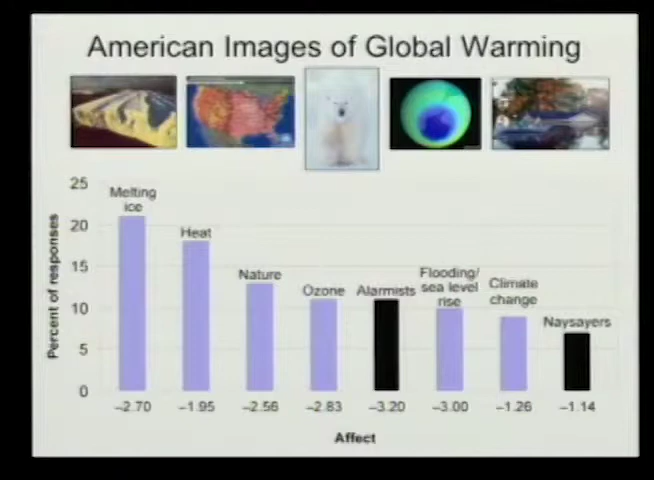 American Images of Global Warming
25
20
15
10
5
0
Percent of responses
Melting
ice
Heat
Nature
Ozone
Alarmists
Flooding/
sea level
rise
Climate
change
Naysayers
–2.70
–1.95
–2.56
–2.83
–3.20
–3.00
–1.26
–1.14
Affect